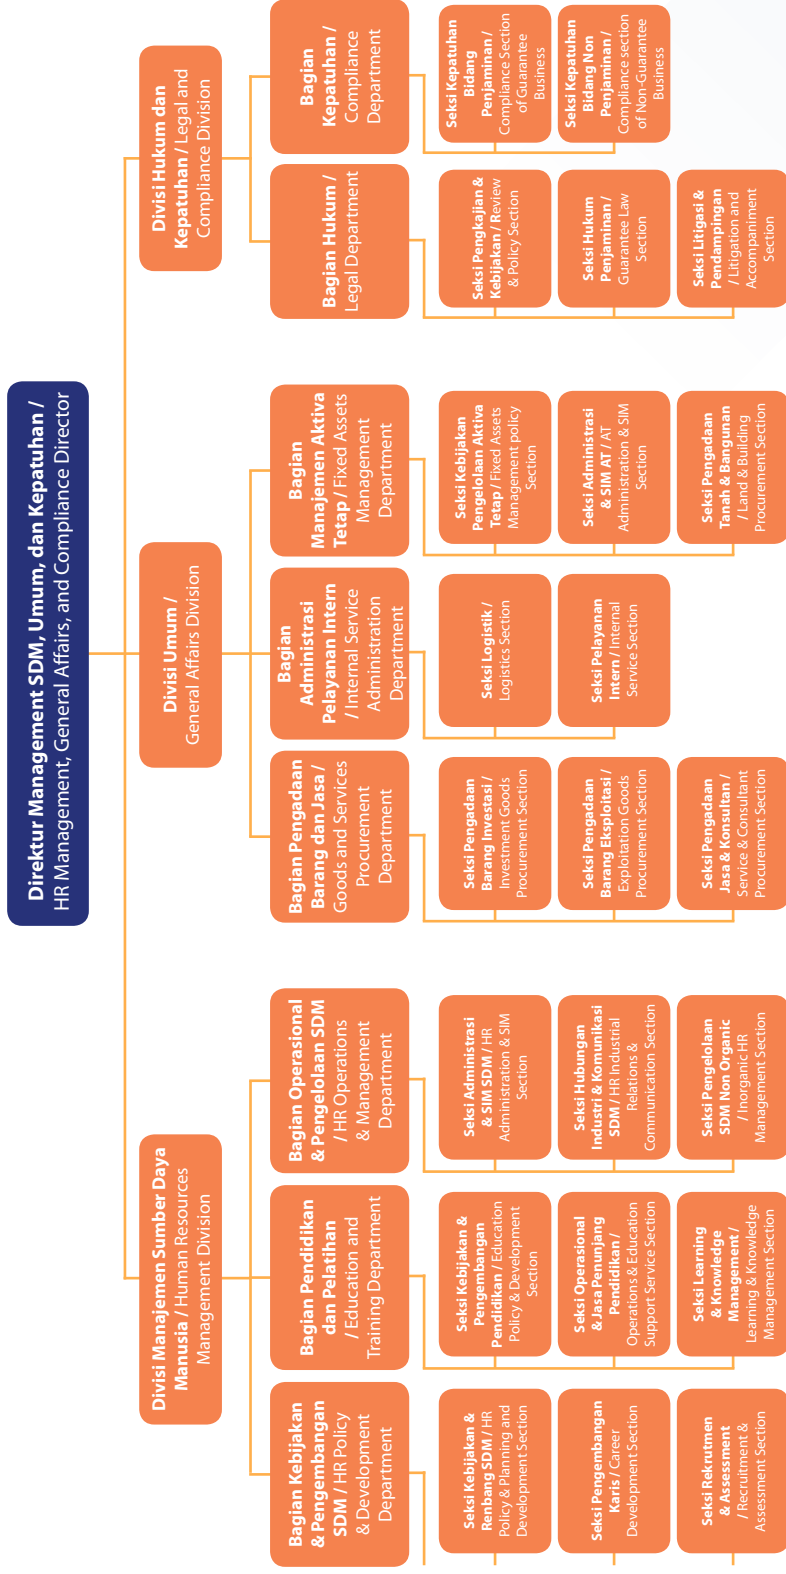 Direktur Management SDM, Umum, dan Kepatuhan /
HR Management, General Affairs, and Compliance Director
Divisi Manajemen Sumber Daya
Manusia / Human Resources
Management Division
Divisi Umum /
General Affairs Division
Divisi Hukum dan
Kepatuhan / Legal and
Compliance Division
Bagian Kebijakan
& Pengembangan
SDM / HR Policy
& Development
Department
Bagian Pendidikan
dan Pelatihan
/ Education and
Training Department
Bagian Operasional
& Pengelolaan SDM
/ HR Operations
& Management
Department
Bagian Pengadaan
Barang dan Jasa /
Goods and Services
Procurement
Department
Bagian
Administrasi
Pelayanan Intern
/ Internal Service
Administration
Department
Bagian
Manajemen Aktiva
Tetap / Fixed Assets
Management
Department
Bagian Hukum /
Legal Department
Bagian
Kepatuhan /
Compliance
Department
Seksi Kebijakan &
Renbang SDM / HR
Policy & Planning and
Development Section
Seksi Pengembangan
Karis / Career
Development Section
Seksi Rekrutmen
& Assessment
/ Recruitment &
Assessment Section
Seksi Kebijakan &
Pengembangan
Pendidikan / Education
Policy & Development
Section
Seksi Operasional
& Jasa Penunjang
Pendidikan /
Operations & Education
Support Service Section
Seksi Learning
& Knowledge
Management /
Learning & Knowledge
Management Section
Seksi Administrasi
& SIM SDM / HR
Administration & SIM
Section
Seksi Hubungan
Industri & Komunikasi
SDM / HR Industrial
Relations &
Communication Section
Seksi Pengelolaan
SDM Non Organic
/ Inorganic HR
Management Section
Seksi Pengadaan
Barang Investasi /
Investment Goods
Procurement Section
Seksi Pengadaan
Barang Eksploitasi /
Exploitation Goods
Procurement Section
Seksi Pengadaan
Jasa & Konsultan /
Service & Consultant
Procurement Section
Seksi Logistik /
Logistics Section
Seksi Pelayanan
Intern / Internal
Service Section
Seksi Kebijakan
Pengelolaan Aktiva
Tetap / Fixed Assets
Management policy
Section
Seksi Administrasi
& SIM AT / AT
Administration & SIM
Section
Seksi Pengadaan
Tanah & Bangunan
/ Land & Building
Procurement Section
Seksi Pengkajian &
Kebijakan / Review
& Policy Section
Seksi Hukum
Penjaminan /
Guarantee Law
Section
Seksi Litigasi &
Pendampingan
/ Litigation and
Accompaniment
Section
Seksi Kepatuhan
Bidang
Penjaminan /
Compliance Section
of Guarantee
Business
Seksi Kepatuhan
Bidang Non
Penjaminan /
Compliance section
of Non-Guarantee
Business